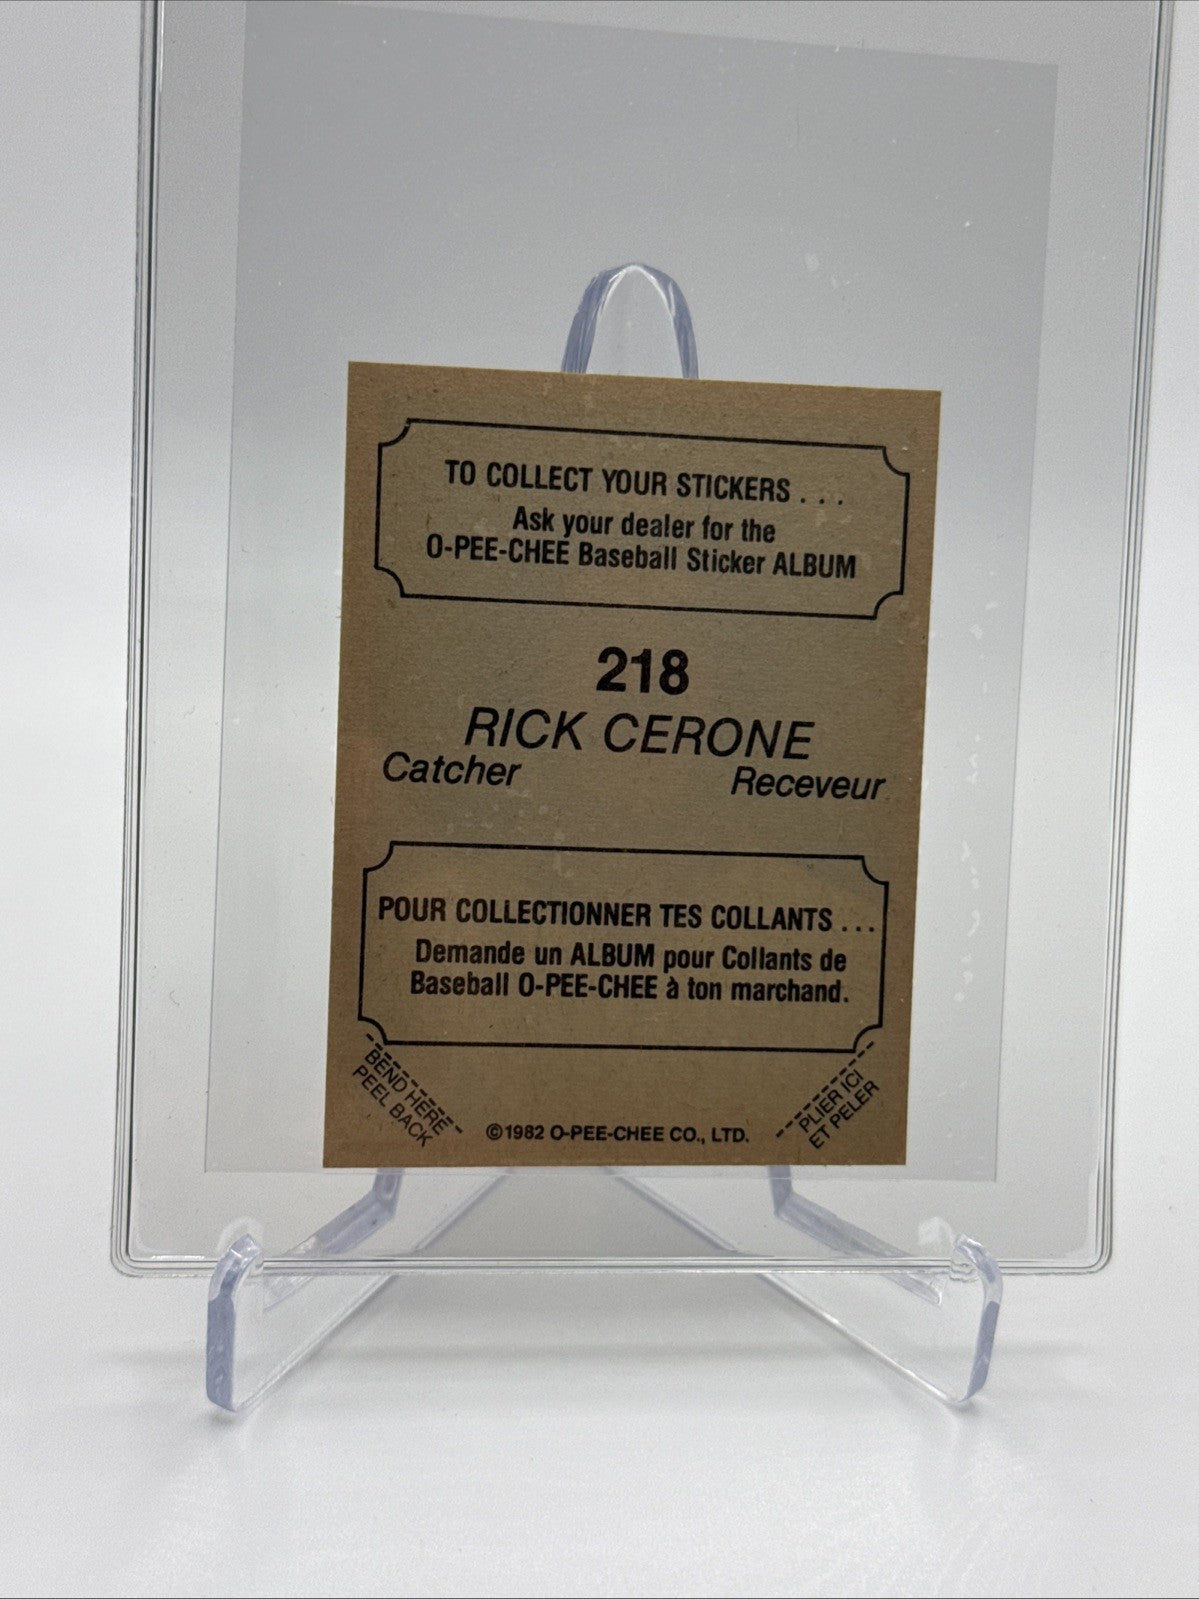 TO COLLECT YOUR STICKERS . . .
Ask your dealer for the
O-PEE-CHEE Baseball Sticker ALBUM
218
RICK CERONE
Catcher Receveur
POUR COLLECTIONNER TES COLLANTS . . .
Demande un ALBUM pour Collants de
Baseball O-PEE-CHEE à ton marchand.
BEND HERE
PEEL BACK
©1982 O-PEE-CHEE CO., LTD.
PLIER ICI
ET PELER